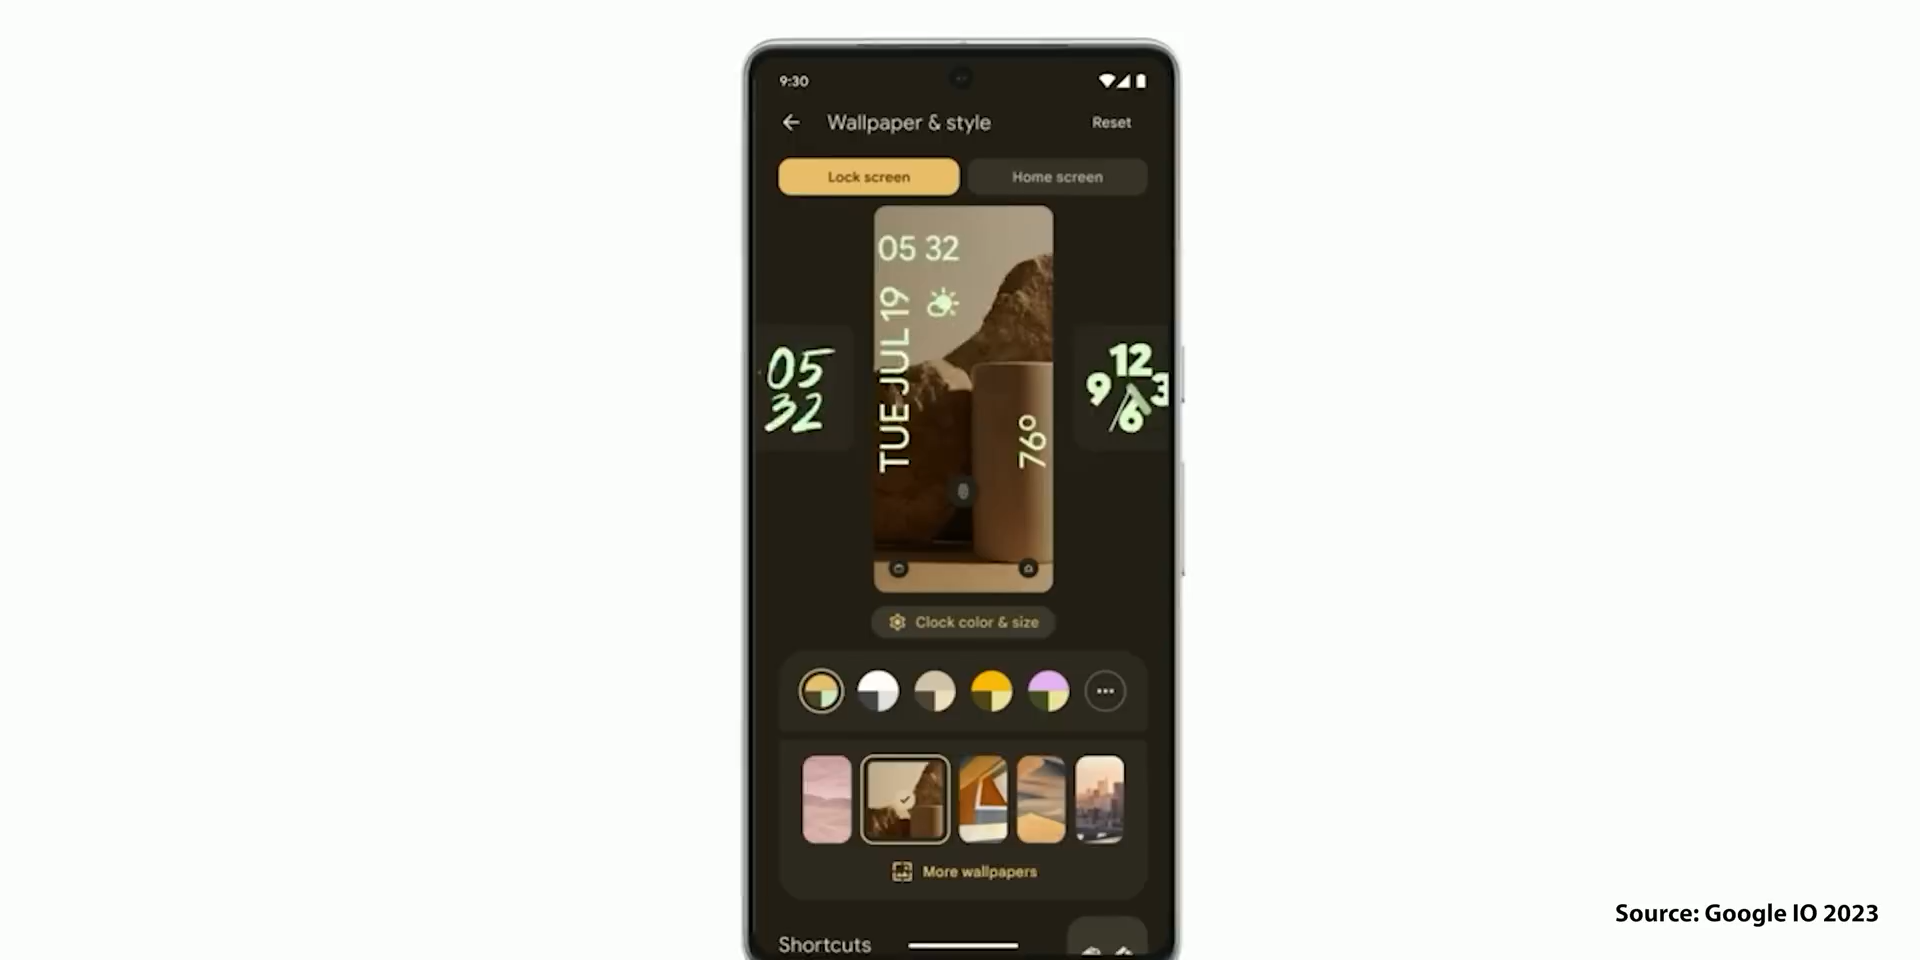 9:30
Wallpaper & style
Reset
Lock screen
Home screen
05 32
TUE JUL 19
76°
05
32
12
9 3
6
Clock color & size
More wallpapers
Shortcuts
Source: Google IO 2023